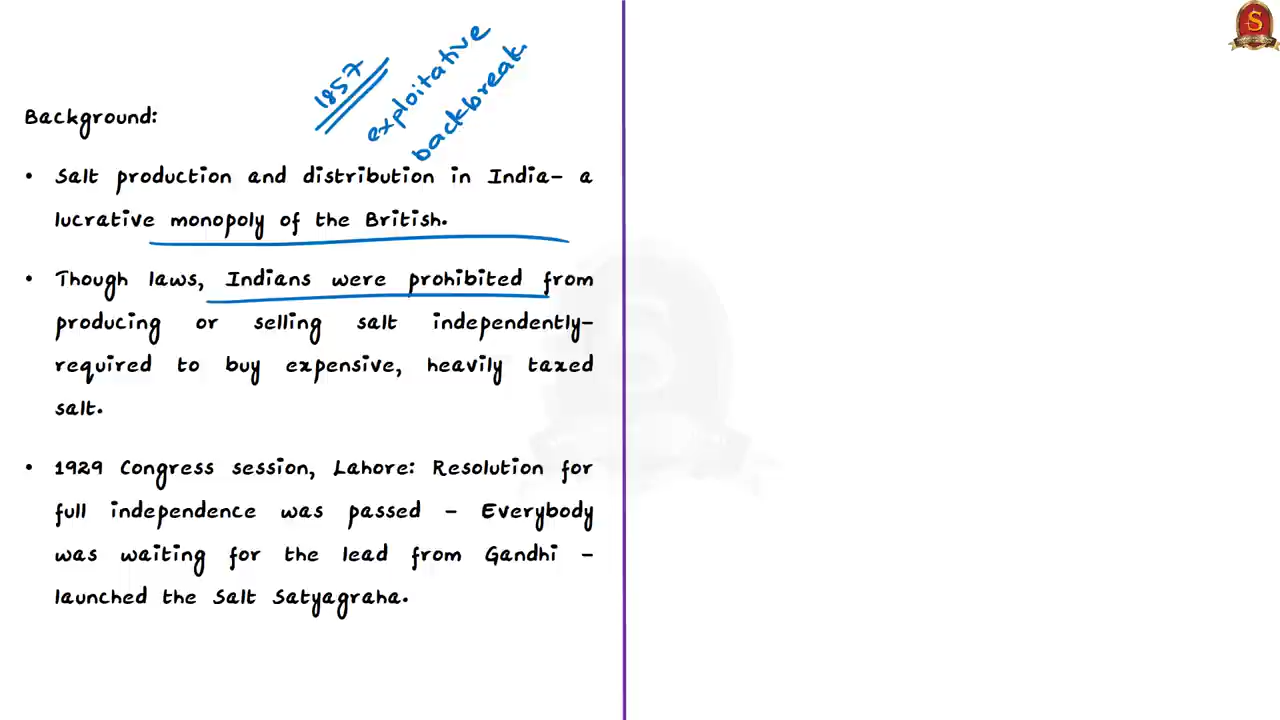 1857
exploitative
backbreak
Background:
• Salt production and distribution in India- a
lucrative monopoly of the British.
• Though laws, Indians were prohibited from
producing or selling salt independently-
required to buy expensive, heavily taxed
salt.
• 1929 Congress session, Lahore: Resolution for
full independence was passed – Everybody
was waiting for the lead from Gandhi –
launched the Salt Satyagraha.
S